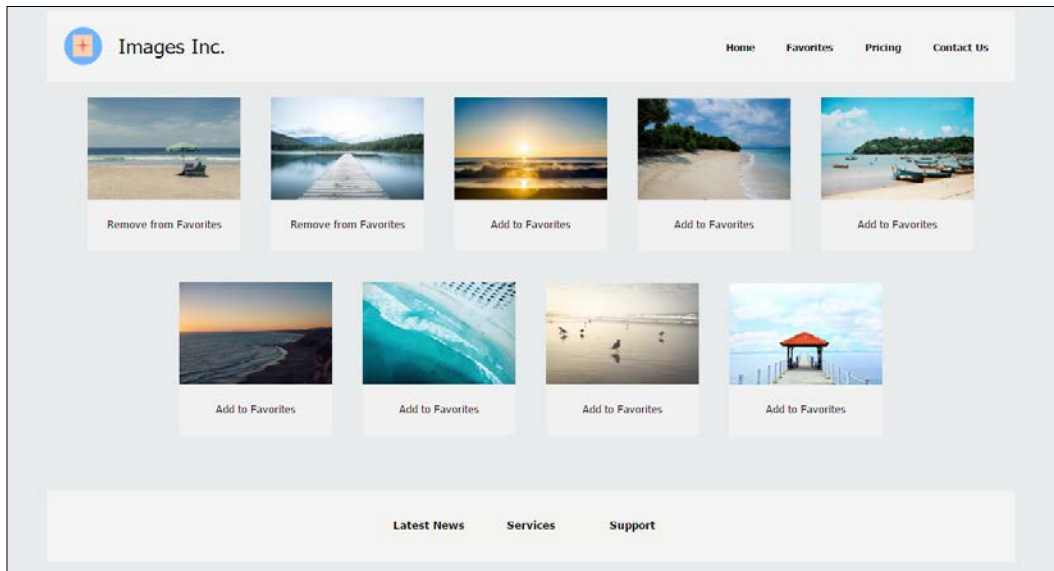 Images Inc.
Home Favorites Pricing Contact Us
Remove from Favorites Remove from Favorites Add to Favorites Add to Favorites Add to Favorites
Add to Favorites Add to Favorites Add to Favorites Add to Favorites
Latest News Services Support